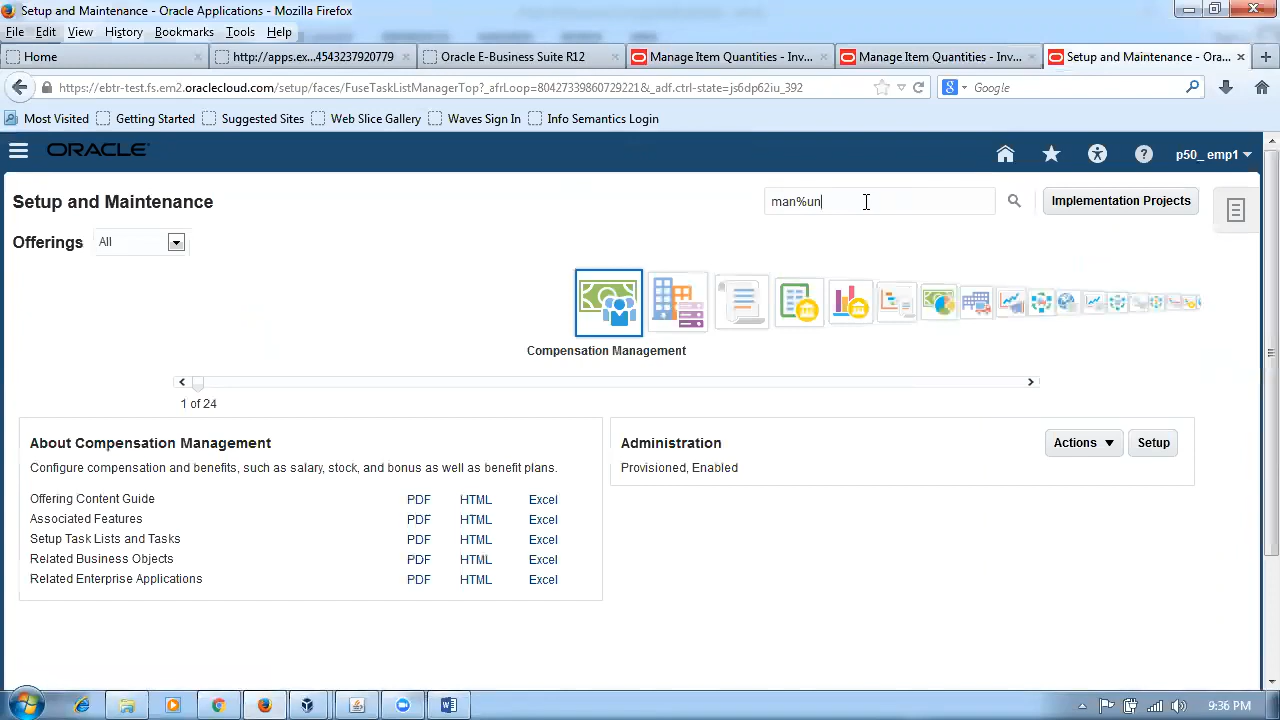 Setup and Maintenance - Oracle Applications - Mozilla Firefox
File Edit View History Bookmarks Tools Help
Home http://apps.ex...4543237920779 Oracle E-Business Suite R12 Manage Item Quantities - Inv... Manage Item Quantities - Inv... Setup and Maintenance - Ora...
https://ebtr-test.fs.em2.oraclecloud.com/setup/faces/FuseTaskListManagerTop?_afrLoop=80427339860729221&_adf.ctrl-state=js6dp62iu_392 Google
Most Visited Getting Started Suggested Sites Web Slice Gallery Waves Sign In Info Semantics Login
ORACLE p50_ emp1
Setup and Maintenance man%un Implementation Projects
Offerings All
Compensation Management
1 of 24
About Compensation Management
Configure compensation and benefits, such as salary, stock, and bonus as well as benefit plans.
Offering Content Guide PDF HTML Excel
Associated Features PDF HTML Excel
Setup Task Lists and Tasks PDF HTML Excel
Related Business Objects PDF HTML Excel
Related Enterprise Applications PDF HTML Excel
Administration Actions Setup
Provisioned, Enabled
9:36 PM